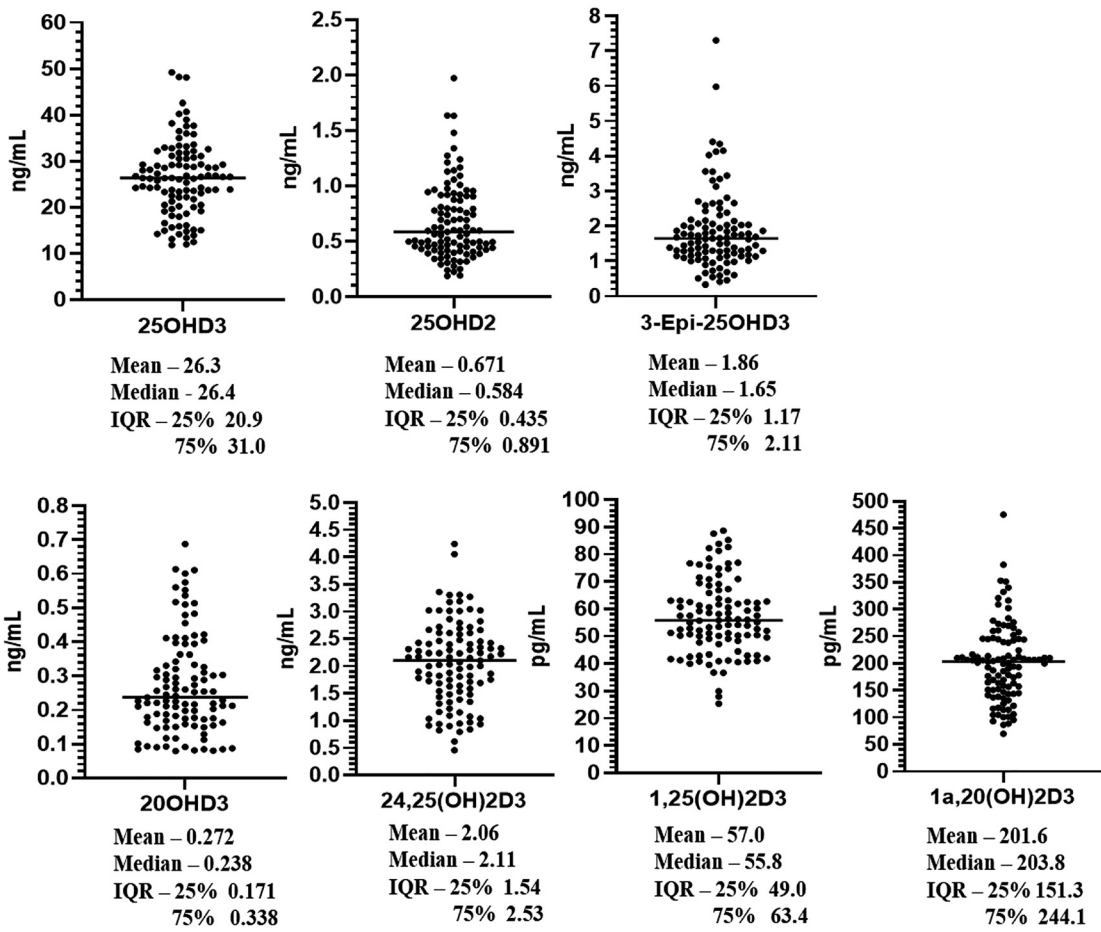 60
50
40
30
20
10
0
ng/mL
25OHD3
Mean – 26.3
Median - 26.4
IQR – 25% 20.9
75% 31.0
2.5
2.0
1.5
1.0
0.5
0.0
ng/mL
25OHD2
Mean – 0.671
Median – 0.584
IQR – 25% 0.435
75% 0.891
8
7
6
5
4
3
2
1
0
ng/mL
3-Epi-25OHD3
Mean – 1.86
Median – 1.65
IQR – 25% 1.17
75% 2.11
0.8
0.7
0.6
0.5
0.4
0.3
0.2
0.1
0.0
ng/mL
20OHD3
Mean – 0.272
Median – 0.238
IQR – 25% 0.171
75% 0.338
5.0
4.5
4.0
3.5
3.0
2.5
2.0
1.5
1.0
0.5
0.0
ng/mL
24,25(OH)2D3
Mean – 2.06
Median – 2.11
IQR – 25% 1.54
75% 2.53
100
90
80
70
60
50
40
30
20
10
0
pg/mL
1,25(OH)2D3
Mean – 57.0
Median – 55.8
IQR – 25% 49.0
75% 63.4
500
450
400
350
300
250
200
150
100
50
0
pg/mL
1a,20(OH)2D3
Mean – 201.6
Median – 203.8
IQR – 25% 151.3
75% 244.1